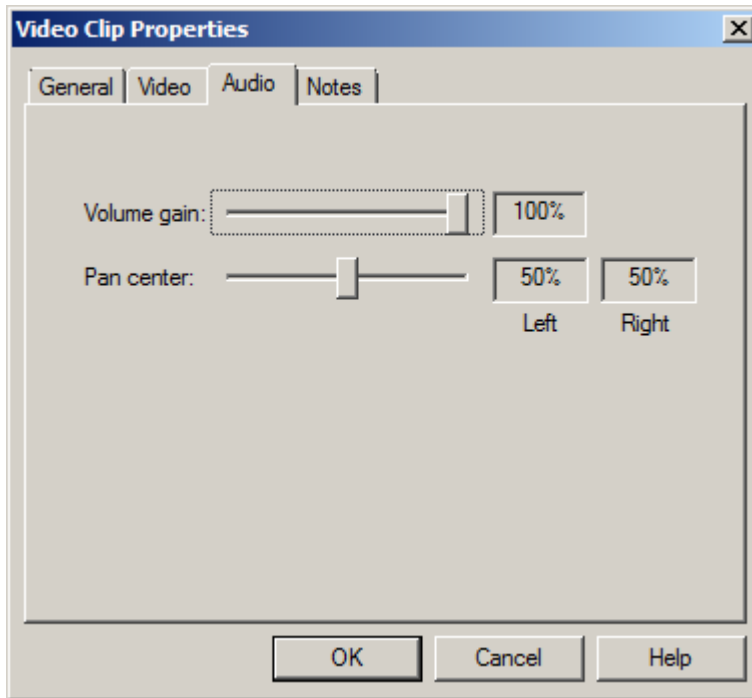 Video Clip Properties
General Video Audio Notes
Volume gain: 100%
Pan center: 50% 50%
Left Right
OK Cancel Help